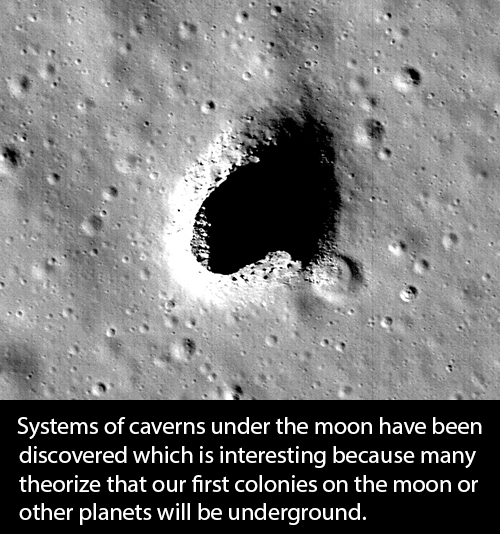 Systems of caverns under the moon have been
discovered which is interesting because many
theorize that our first colonies on the moon or
other planets will be underground.